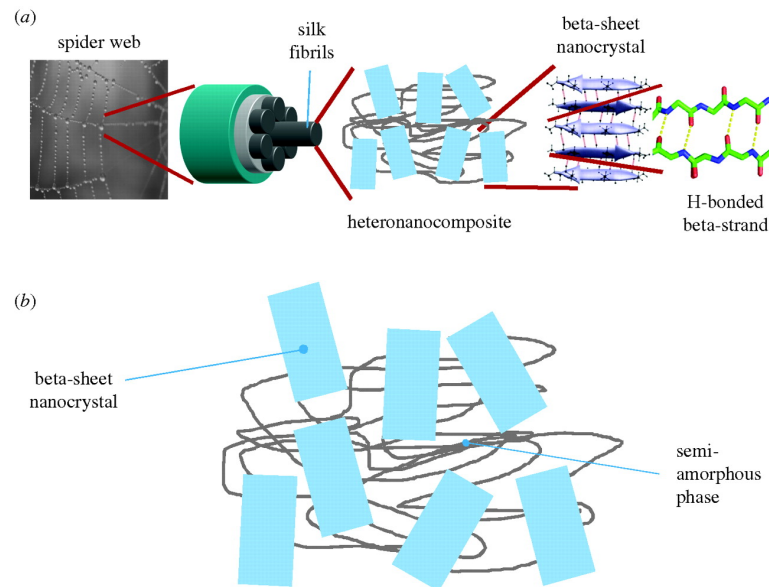 (a)
spider web
silk
fibrils
beta-sheet
nanocrystal
heteronanocomposite
H-bonded
beta-strand
(b)
beta-sheet
nanocrystal
semi-
amorphous
phase